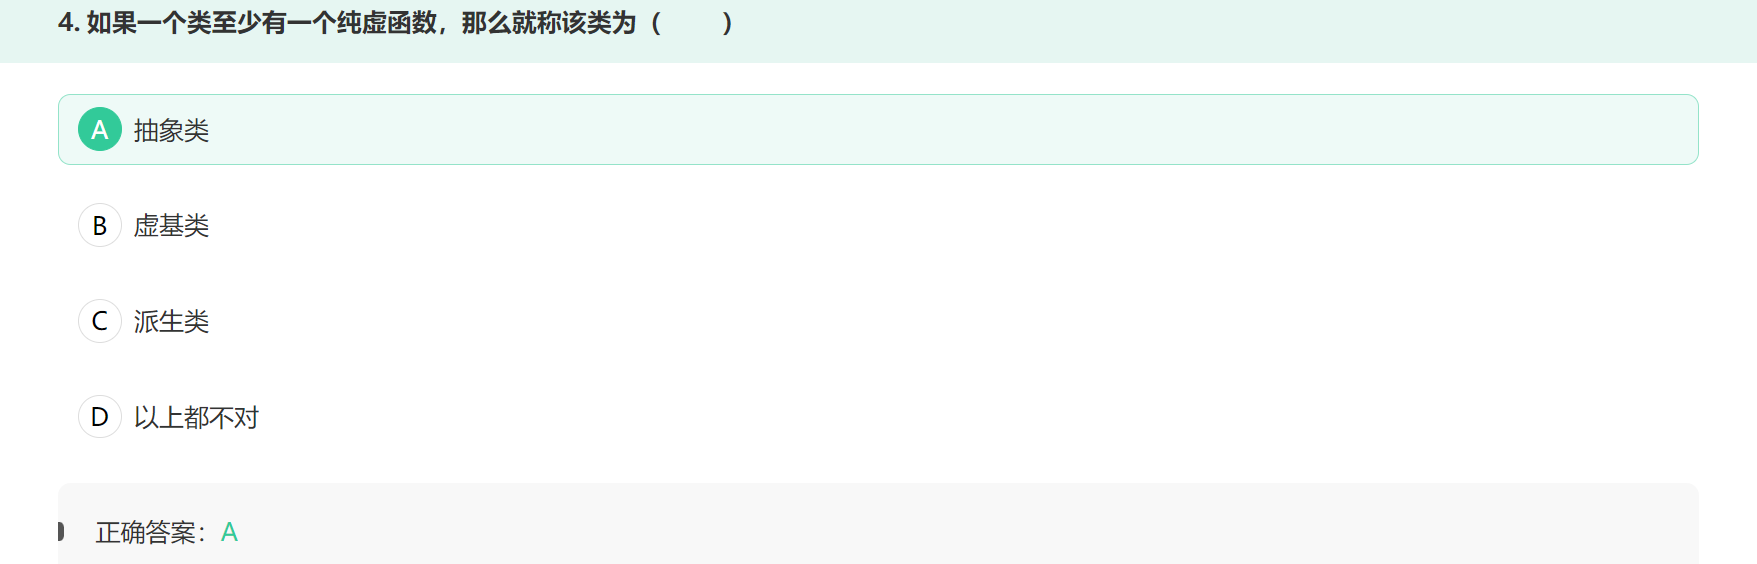 4. 如果一个类至少有一个纯虚函数，那么就称该类为（　　）
A 抽象类
B 虚基类
C 派生类
D 以上都不对
正确答案：A